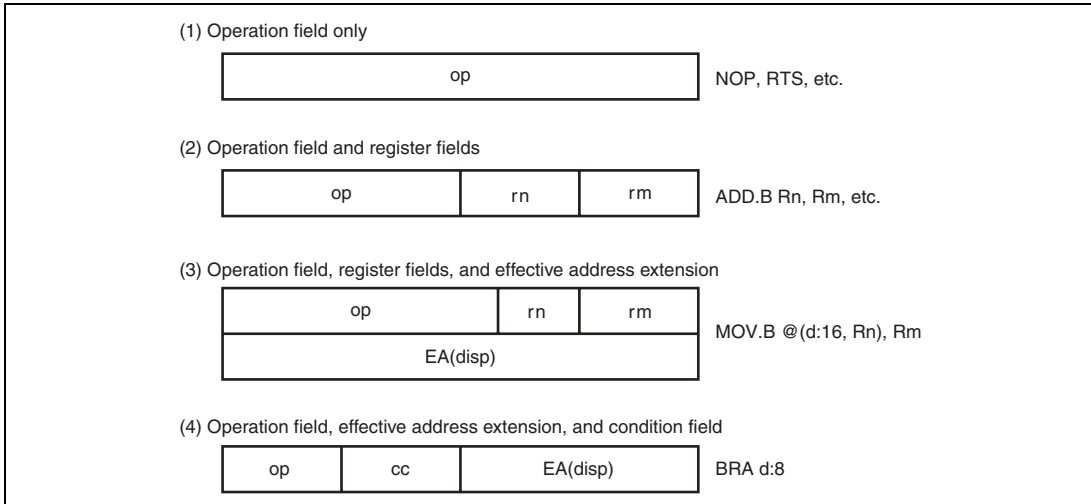 (1) Operation field only
op
NOP, RTS, etc.
(2) Operation field and register fields
op rn rm
ADD.B Rn, Rm, etc.
(3) Operation field, register fields, and effective address extension
op rn rm
EA(disp)
MOV.B @(d:16, Rn), Rm
(4) Operation field, effective address extension, and condition field
op cc EA(disp)
BRA d:8